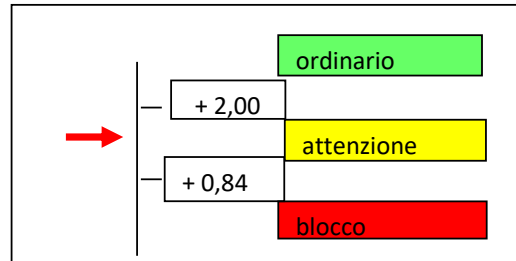 ordinario
+ 2,00
attenzione
+ 0,84
blocco